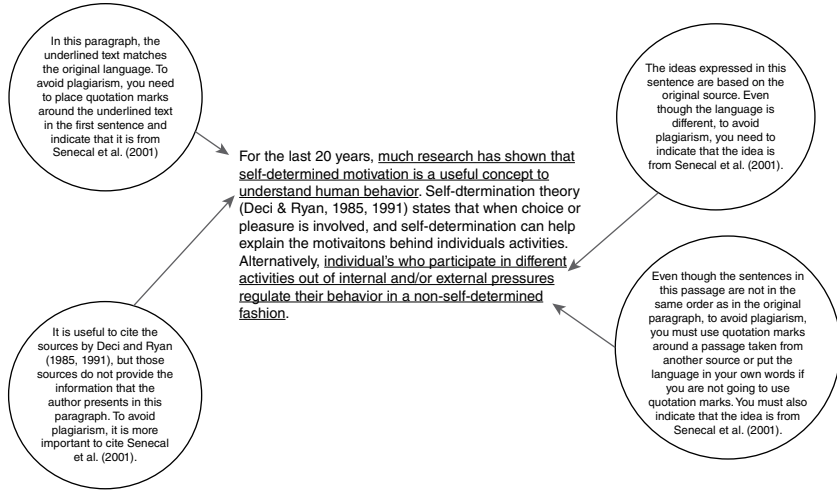 In this paragraph, the
underlined text matches
the original language. To
avoid plagiarism, you need
to place quotation marks
around the underlined text
in the first sentence and
indicate that it is from
Senecal et al. (2001)
The ideas expressed in this
sentence are based on the
original source. Even
though the language is
different, to avoid
plagiarism, you need to
indicate that the idea is
from Senecal et al. (2001).
For the last 20 years, much research has shown that
self-determined motivation is a useful concept to
understand human behavior. Self-dtermination theory
(Deci & Ryan, 1985, 1991) states that when choice or
pleasure is involved, and self-determination can help
explain the motivaitons behind individuals activities.
Alternatively, individual's who participate in different
activities out of internal and/or external pressures
regulate their behavior in a non-self-determined
fashion.
It is useful to cite the
sources by Deci and Ryan
(1985, 1991), but those
sources do not provide the
information that the
author presents in this
paragraph. To avoid
plagiarism, it is more
important to cite Senecal
et al. (2001).
Even though the sentences in
this passage are not in the
same order as in the original
paragraph, to avoid plagiarism,
you must use quotation marks
around a passage taken from
another source or put the
language in your own words if
you are not going to use
quotation marks. You must also
indicate that the idea is from
Senecal et al. (2001).